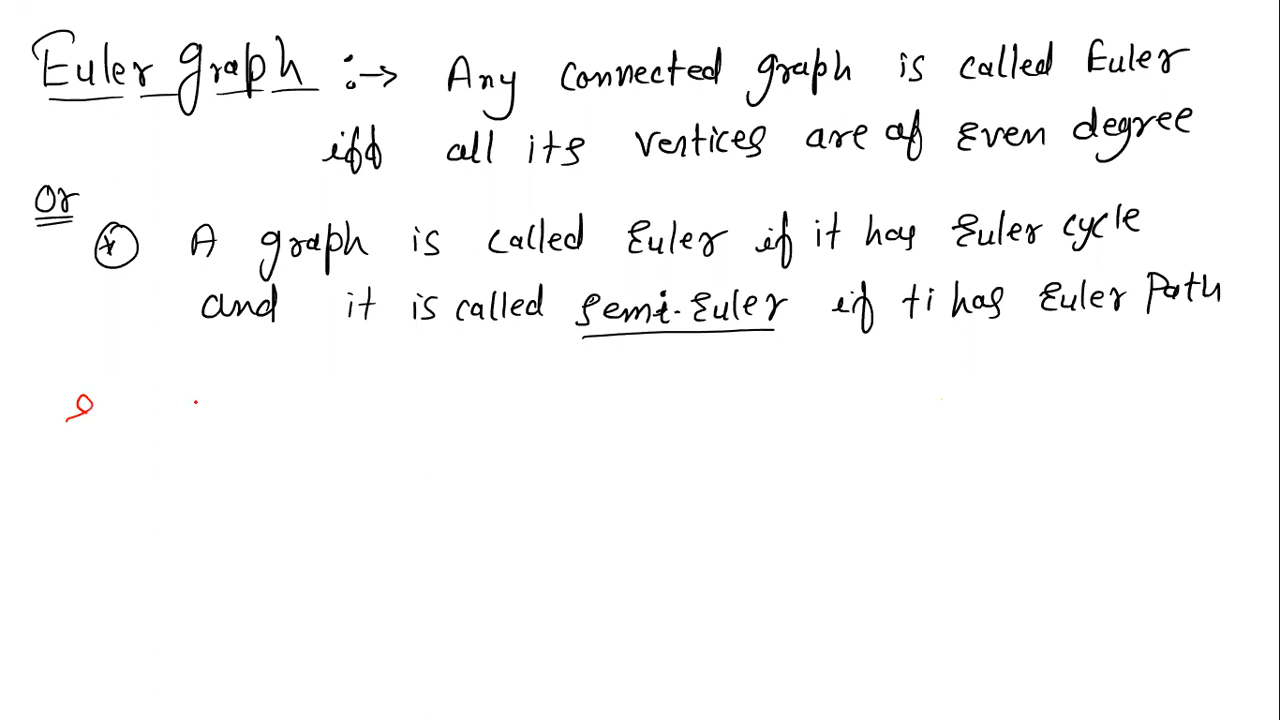 Euler graph :→ Any connected graph is called Euler
iff all its vertices are of Even degree
Or
* A graph is called Euler if it has Euler cycle
and it is called semi-Euler if ti has Euler Path